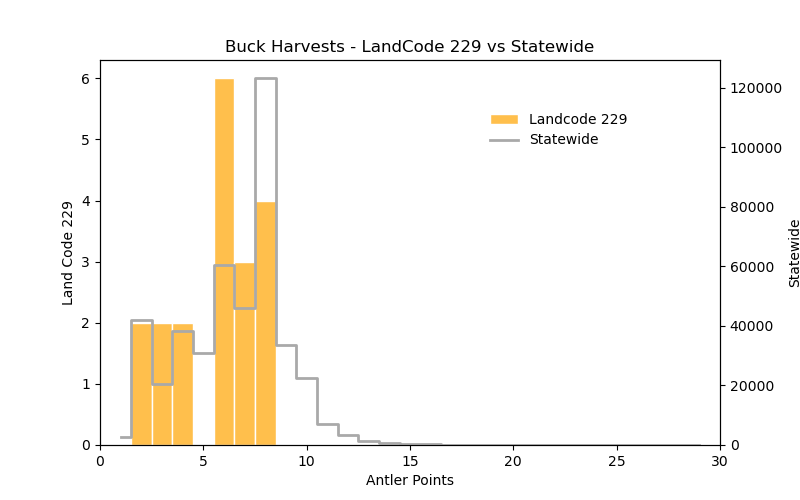 Buck Harvests - LandCode 229 vs Statewide
6
5
4
3
2
1
0
Land Code 229
Landcode 229
Statewide
120000
100000
80000
60000
40000
20000
0
Statewide
0 5 10 15 20 25 30
Antler Points